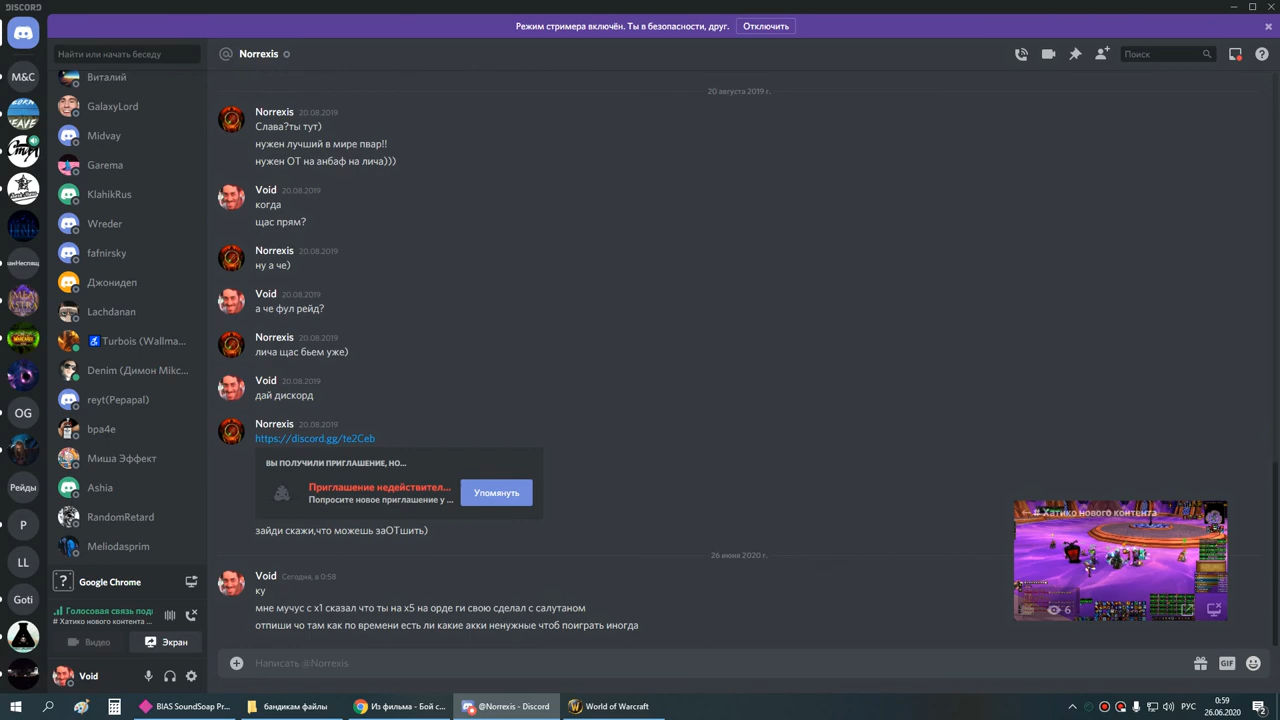 DISCORD
Режим стримера включён. Ты в безопасности, друг.
Отключить
Найти или начать беседу
Norrexis
Поиск
M&C
Виталий
GalaxyLord
Midvay
Garema
KlahikRus
Wreder
fafnirsky
Джонидеп
Lachdanan
Turbois (Wallma...
Denim (Димон Mikc...
reyt(Pepapal)
bpa4e
Миша Эффект
Ashia
RandomRetard
Meliodasprim
OG
Рейды
P
LL
Goti
20 августа 2019 г.
Norrexis 20.08.2019
Слава?ты тут)
нужен лучший в мире пвар!!
нужен ОТ на анбаф на лича)))
Void 20.08.2019
когда
щас прям?
Norrexis 20.08.2019
ну а че)
Void 20.08.2019
а че фул рейд?
Norrexis 20.08.2019
лича щас бьем уже)
Void 20.08.2019
дай дискорд
Norrexis 20.08.2019
https://discord.gg/te2Ceb
ВЫ ПОЛУЧИЛИ ПРИГЛАШЕНИЕ, НО...
Приглашение недействител...
Попросите новое приглашение у ...
Упомянуть
зайди скажи,что можешь заОТшить)
26 июня 2020 г.
Void Сегодня, в 0:58
ку
мне мучус с х1 сказал что ты на х5 на орде ги свою сделал с салутаном
отпиши чо там как по времени есть ли какие акки ненужные чтоб поиграть иногда
# Хатико нового контента
6
Google Chrome
Голосовая связь под
# Хатико нового контента ...
Видео
Экран
Void
Написать @Norrexis
GIF
BIAS SoundSoap Pr...
бандикам файлы
Из фильма - Бой с...
@Norrexis - Discord
World of Warcraft
РУС
0:59
26.06.2020